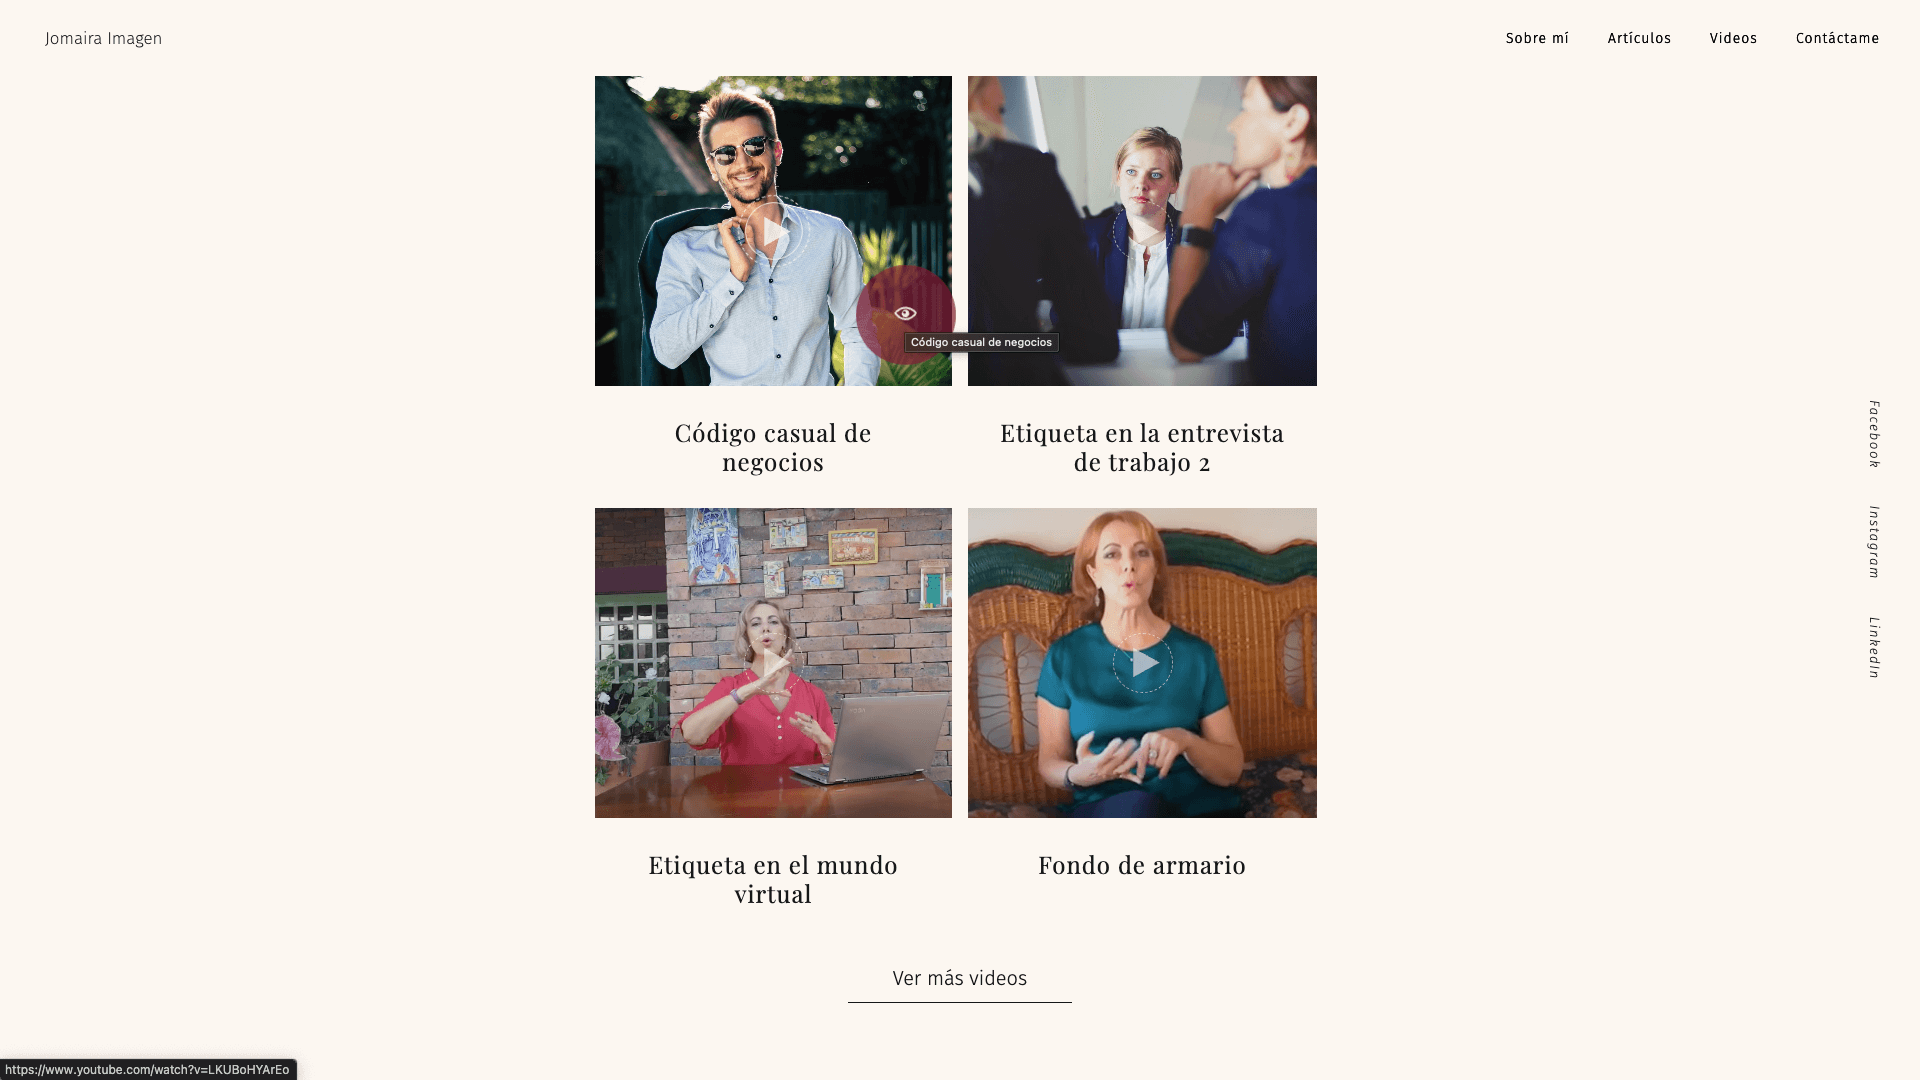 Jomaira Imagen
Sobre mí
Artículos
Videos
Contáctame
Código casual de negocios
Código casual de
negocios
Etiqueta en la entrevista
de trabajo 2
Facebook
Instagram
LinkedIn
Etiqueta en el mundo
virtual
Fondo de armario
Ver más videos
https://www.youtube.com/watch?v=LKUBoHYArEo